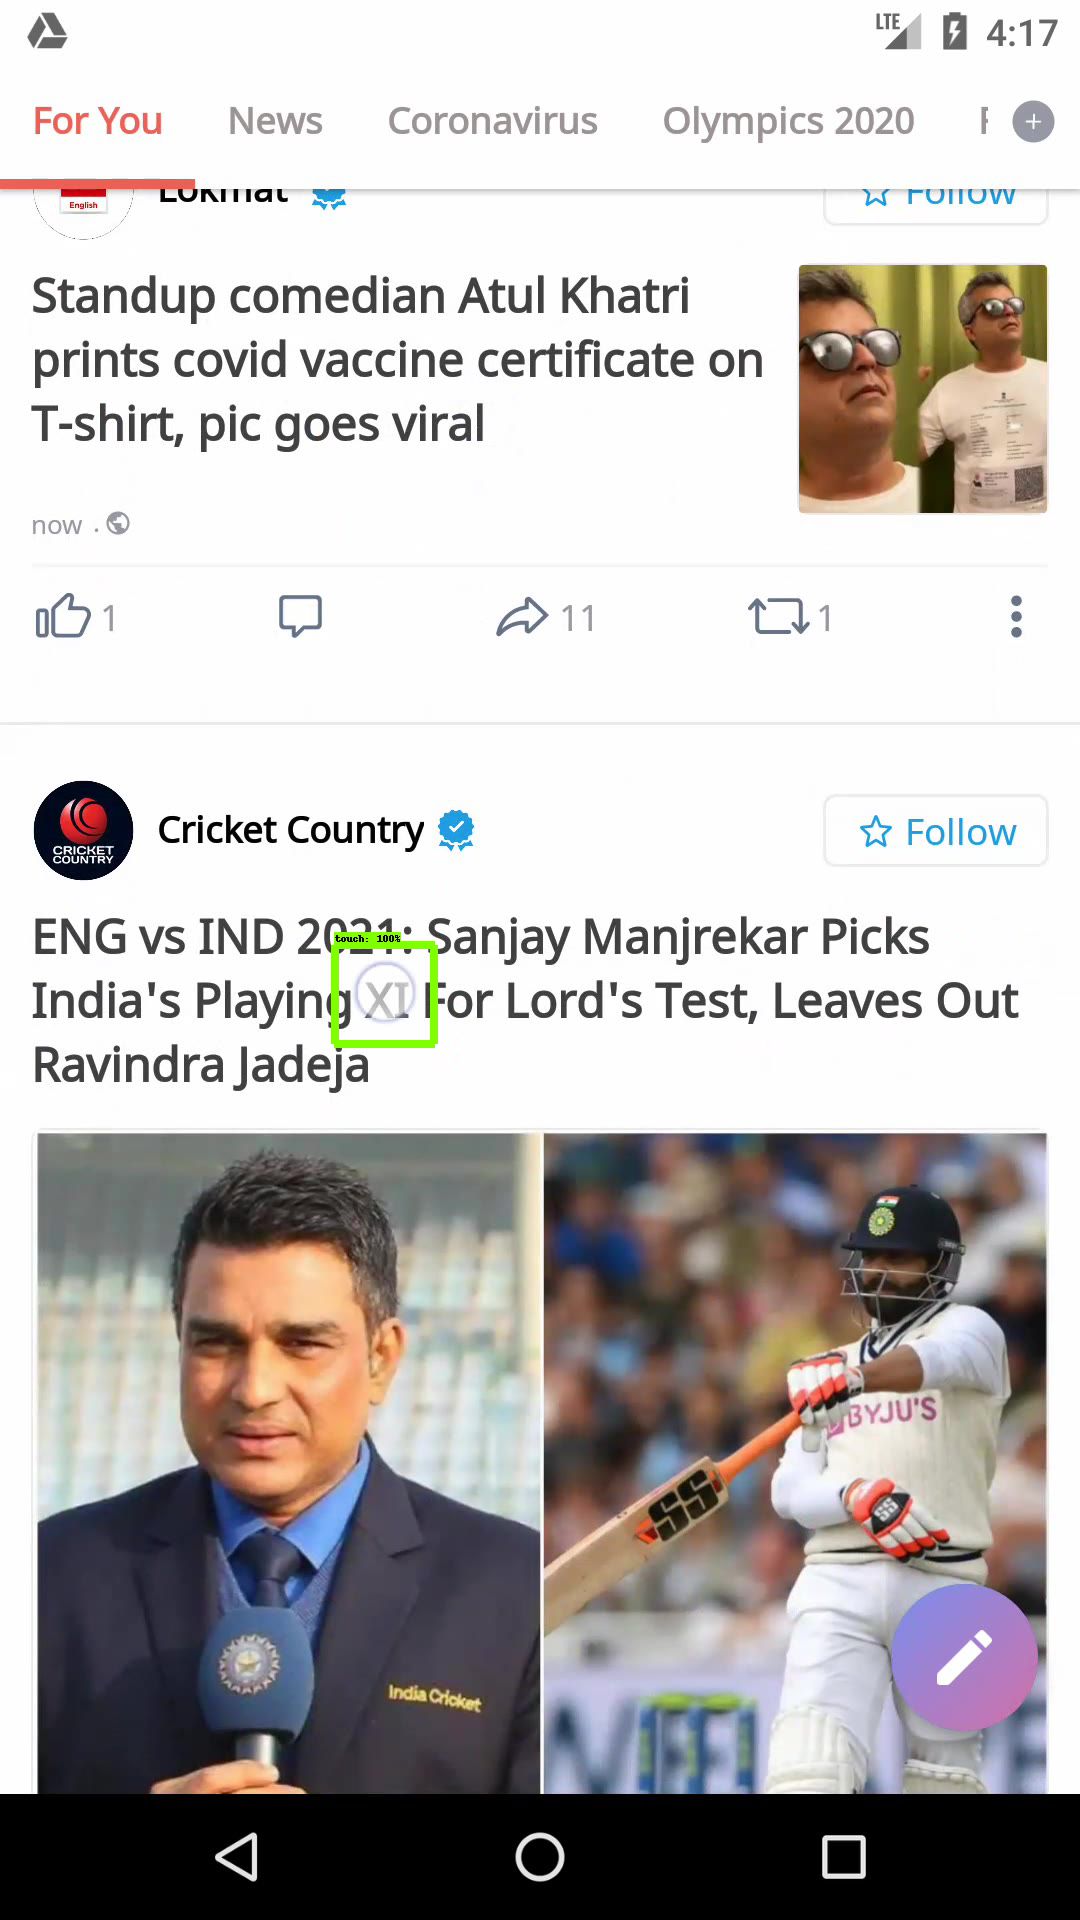 LTE 4:17
For You News Coronavirus Olympics 2020
English Lokmat Follow
Standup comedian Atul Khatri
prints covid vaccine certificate on
T-shirt, pic goes viral
now .
1 11 1
CRICKET
COUNTRY
Cricket Country Follow
touch: 100%
ENG vs IND 2021: Sanjay Manjrekar Picks
India's Playing XI For Lord's Test, Leaves Out
Ravindra Jadeja
BYJU'S
SS
SS
India Cricket